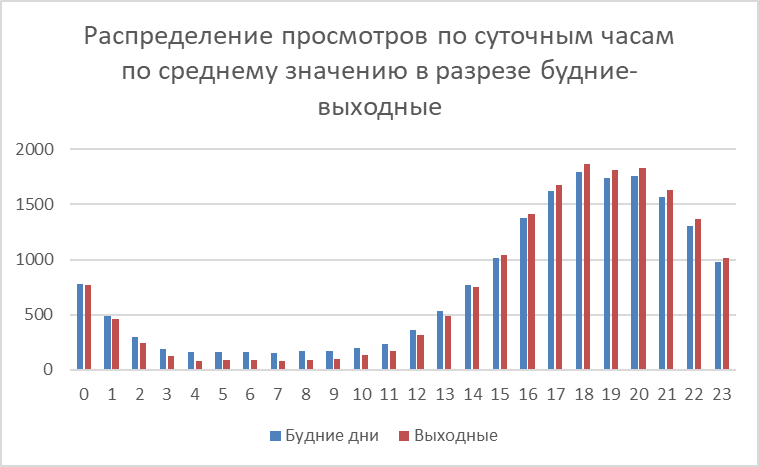 Распределение просмотров по суточным часам
по среднему значению в разрезе будние-
выходные
2000
1500
1000
500
0
0 1 2 3 4 5 6 7 8 9 10 11 12 13 14 15 16 17 18 19 20 21 22 23
Будние дни Выходные